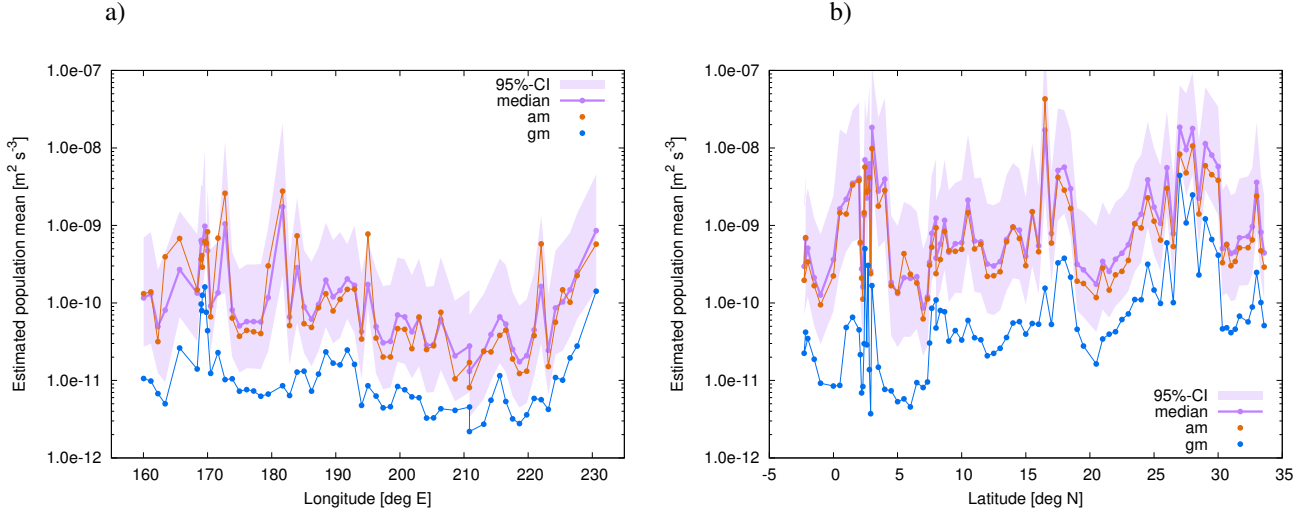 a)
1.0e-07
1.0e-08
1.0e-09
1.0e-10
1.0e-11
1.0e-12
Estimated population mean [m² s⁻³]
160 170 180 190 200 210 220 230
Longitude [deg E]
95%-CI
median
am
gm
b)
1.0e-07
1.0e-08
1.0e-09
1.0e-10
1.0e-11
1.0e-12
Estimated population mean [m² s⁻³]
-5 0 5 10 15 20 25 30 35
Latitude [deg N]
95%-CI
median
am
gm